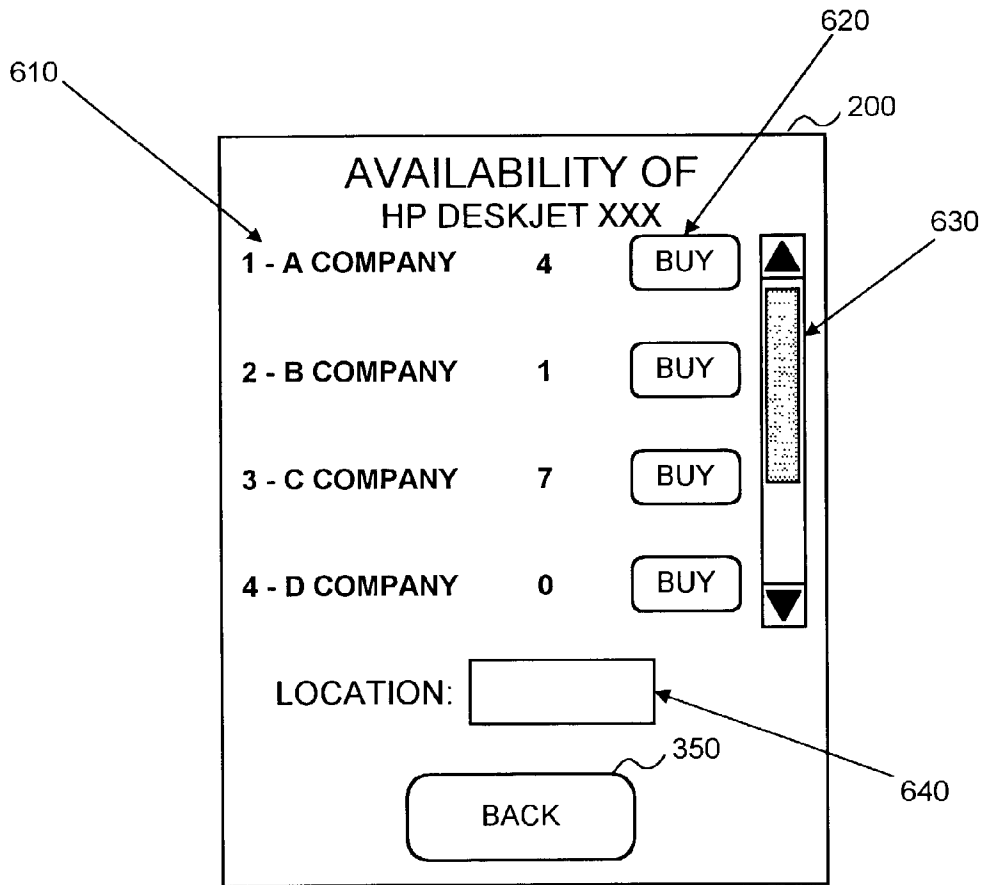 620
610
200
AVAILABILITY OF
HP DESKJET XXX
630
1 - A COMPANY 4 BUY
2 - B COMPANY 1 BUY
3 - C COMPANY 7 BUY
4 - D COMPANY 0 BUY
LOCATION:
350
640
BACK